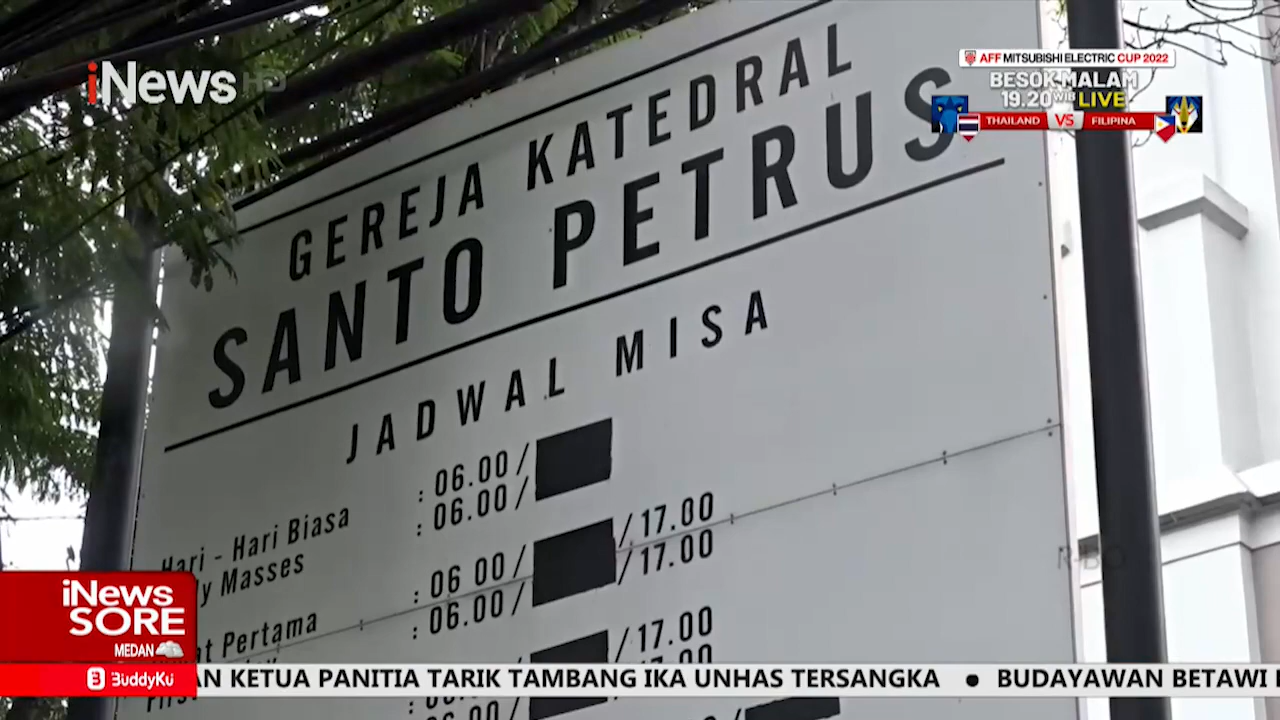 iNews HD
AFF MITSUBISHI ELECTRIC CUP 2022
BESOK MALAM
19.20 WIB LIVE
THAILAND VS FILIPINA
GEREJA KATEDRAL
SANTO PETRUS
JADWAL MISA
Hari - Hari Biasa : 06.00 /
Masses : 06.00 /
: 06 00 / / 17.00
Pertama : 06.00 / / 17.00
/ 17.00
iNews
SORE
MEDAN
BuddyKu
KETUA PANITIA TARIK TAMBANG IKA UNHAS TERSANGKA ● BUDAYAWAN BETAWI